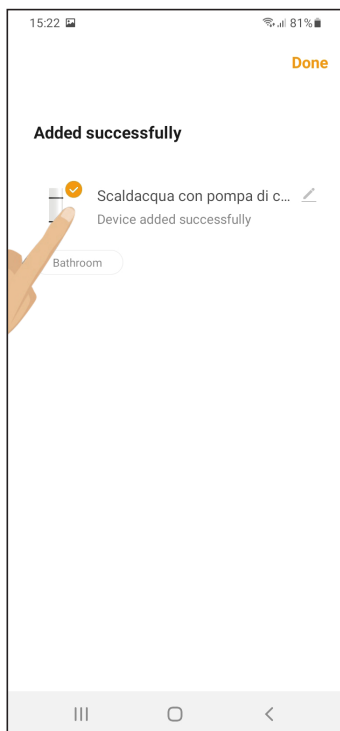 15:22 81%
Done
Added successfully
Scaldacqua con pompa di c...
Device added successfully
Bathroom